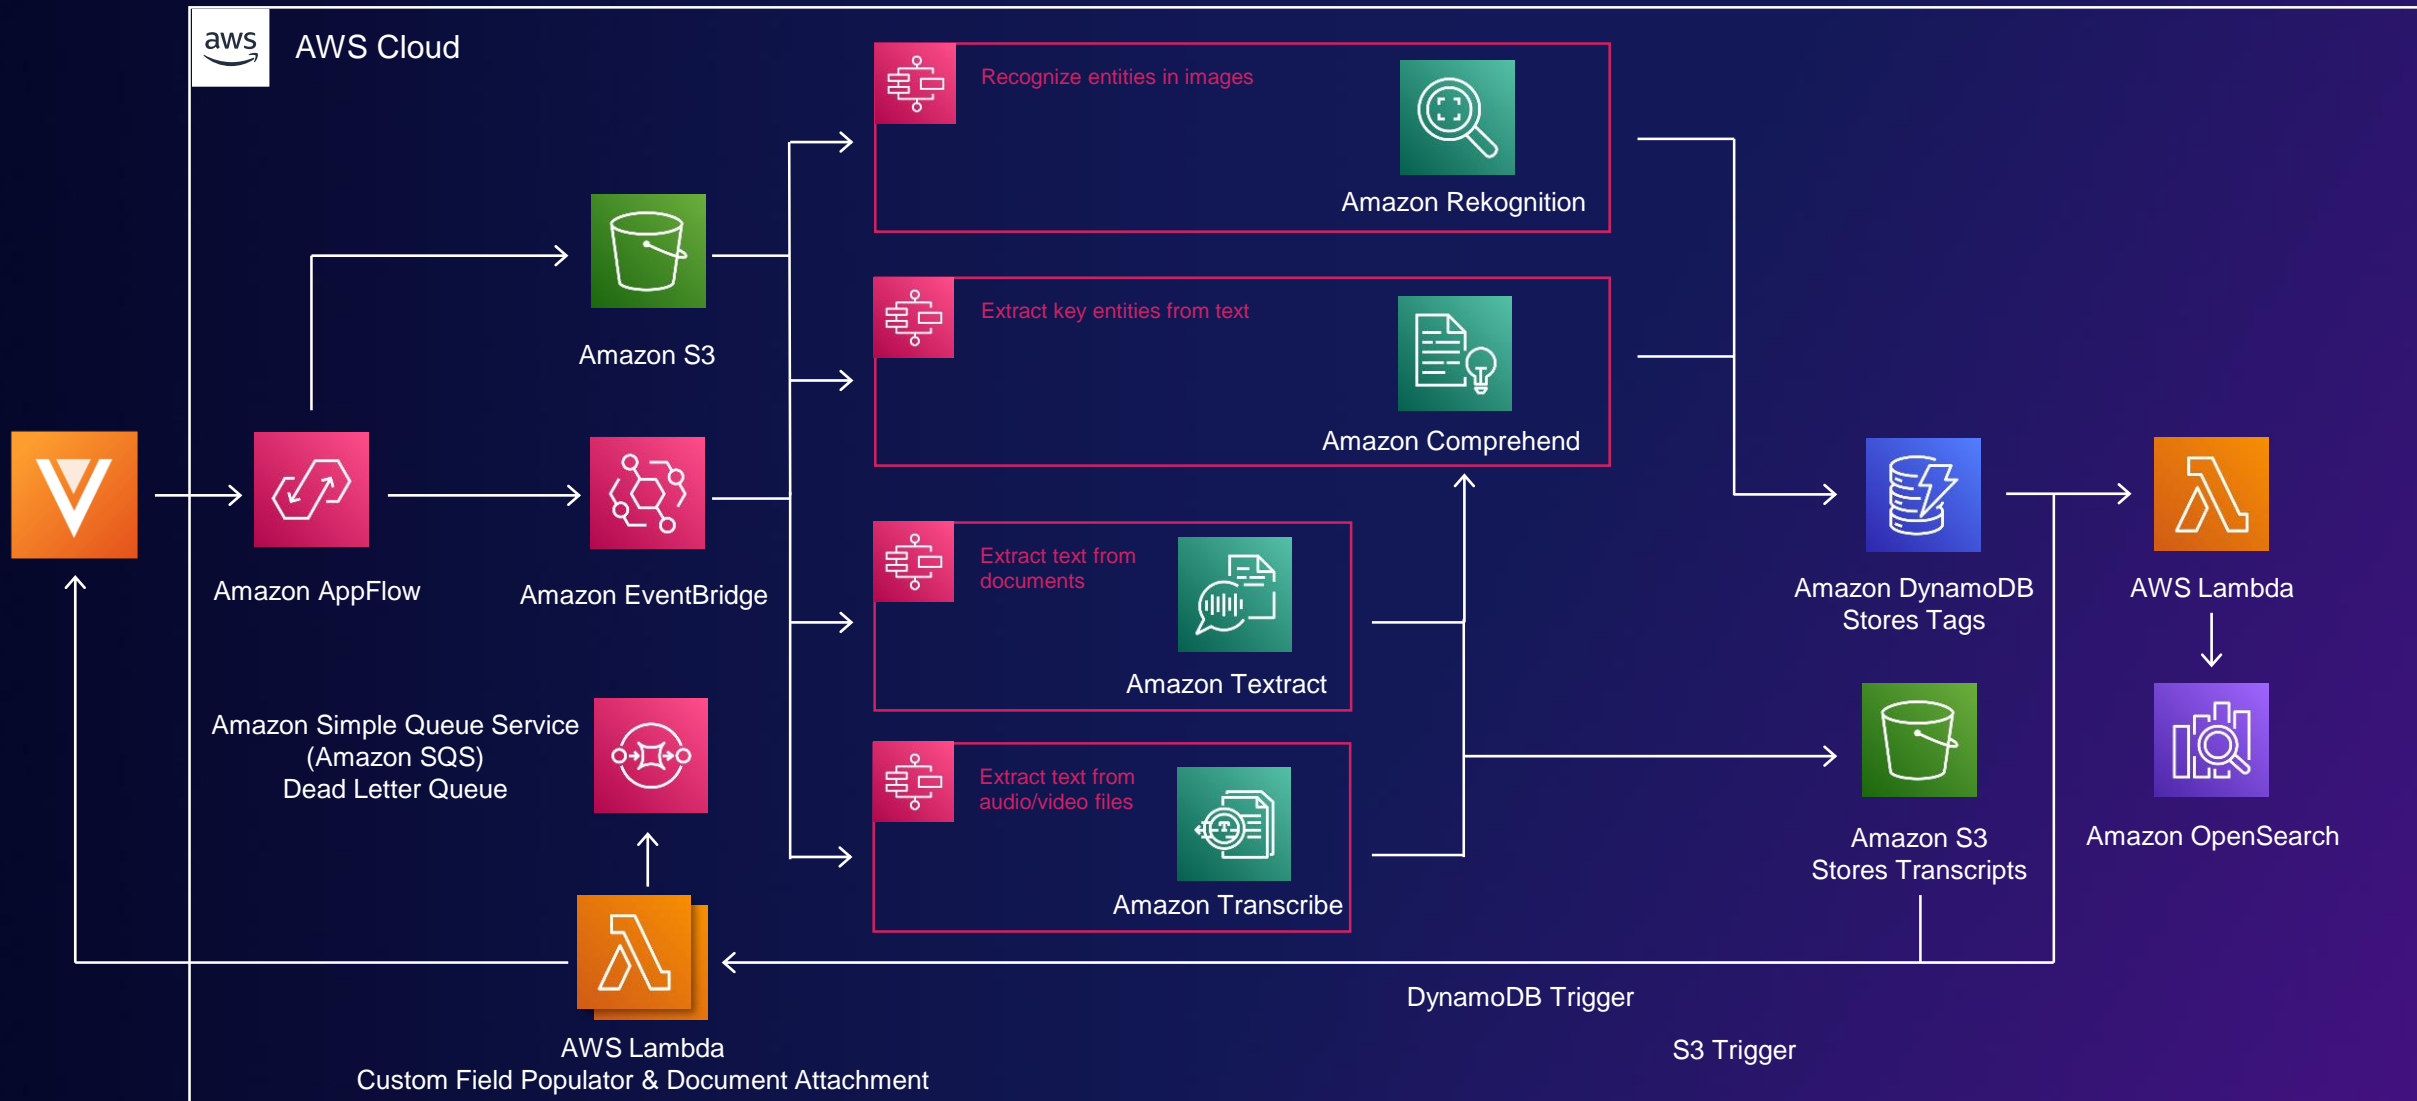 aws
AWS Cloud
Recognize entities in images
Amazon Rekognition
Amazon S3
Extract key entities from text
Amazon Comprehend
Amazon AppFlow
Amazon EventBridge
Extract text from
documents
Amazon Textract
Amazon DynamoDB
Stores Tags
AWS Lambda
Amazon Simple Queue Service
(Amazon SQS)
Dead Letter Queue
Extract text from
audio/video files
Amazon Transcribe
Amazon S3
Stores Transcripts
Amazon OpenSearch
DynamoDB Trigger
S3 Trigger
AWS Lambda
Custom Field Populator & Document Attachment